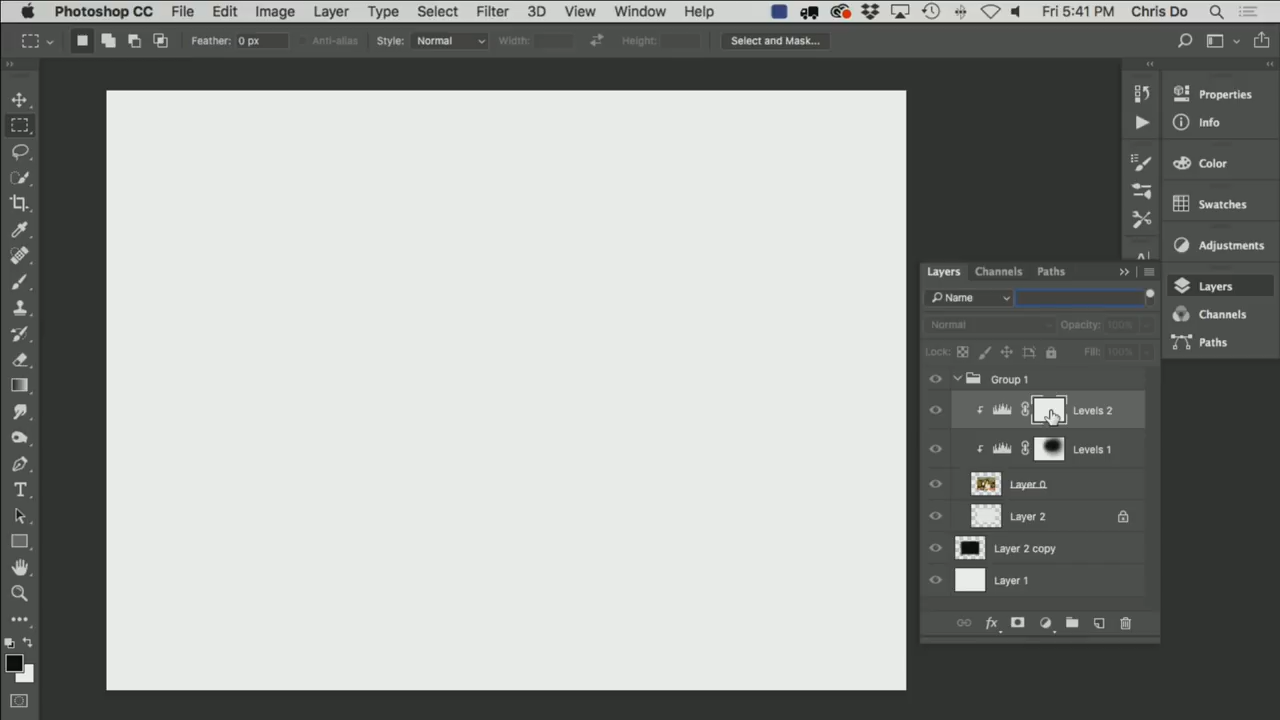 Photoshop CC File Edit Image Layer Type Select Filter 3D View Window Help Fri 5:41 PM Chris Do
Feather: 0 px Anti-alias Style: Normal Width: Height: Select and Mask...
Properties
Info
Color
Swatches
Adjustments
Layers
Channels
Paths
Layers Channels Paths
Name
Normal Opacity: 100%
Lock: Fill: 100%
Group 1
Levels 2
Levels 1
Layer 0
Layer 2
Layer 2 copy
Layer 1
fx